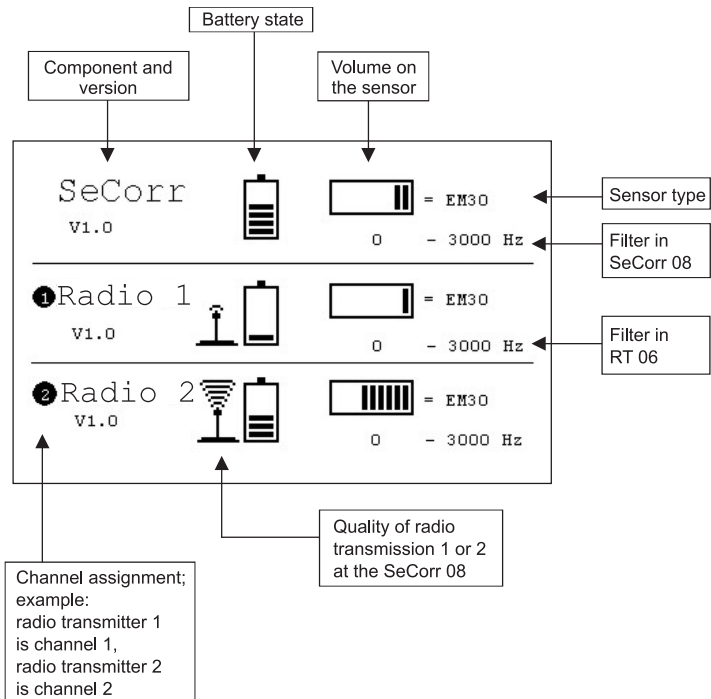 Battery state
Component and
version
Volume on
the sensor
SeCorr
V1.0
= EM30
0 - 3000 Hz
Sensor type
Filter in
SeCorr 08
1 Radio 1
V1.0
= EM30
0 - 3000 Hz
Filter in
RT 06
2 Radio 2
V1.0
= EM30
0 - 3000 Hz
Quality of radio
transmission 1 or 2
at the SeCorr 08
Channel assignment;
example:
radio transmitter 1
is channel 1,
radio transmitter 2
is channel 2